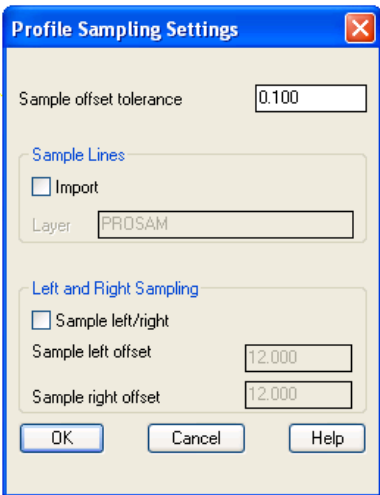 Profile Sampling Settings
Sample offset tolerance 0.100
Sample Lines
Import
Layer PROSAM
Left and Right Sampling
Sample left/right
Sample left offset 12.000
Sample right offset 12.000
OK Cancel Help